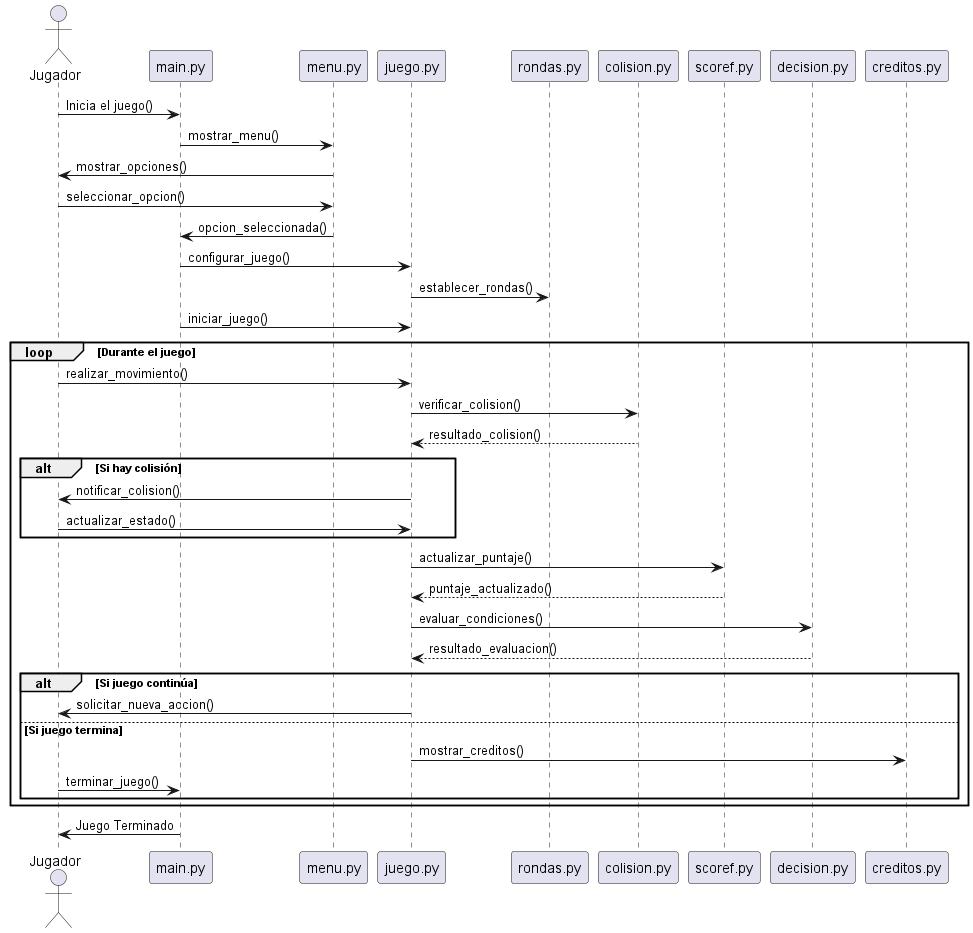 Jugador
main.py
menu.py
juego.py
rondas.py
colision.py
scoref.py
decision.py
creditos.py
Inicia el juego()
mostrar_menu()
mostrar_opciones()
seleccionar_opcion()
opcion_seleccionada()
configurar_juego()
establecer_rondas()
iniciar_juego()
loop [Durante el juego]
realizar_movimiento()
verificar_colision()
resultado_colision()
alt [Si hay colisión]
notificar_colision()
actualizar_estado()
actualizar_puntaje()
puntaje_actualizado()
evaluar_condiciones()
resultado_evaluacion()
alt [Si juego continúa]
solicitar_nueva_accion()
[Si juego termina]
mostrar_creditos()
terminar_juego()
Juego Terminado
Jugador
main.py
menu.py
juego.py
rondas.py
colision.py
scoref.py
decision.py
creditos.py